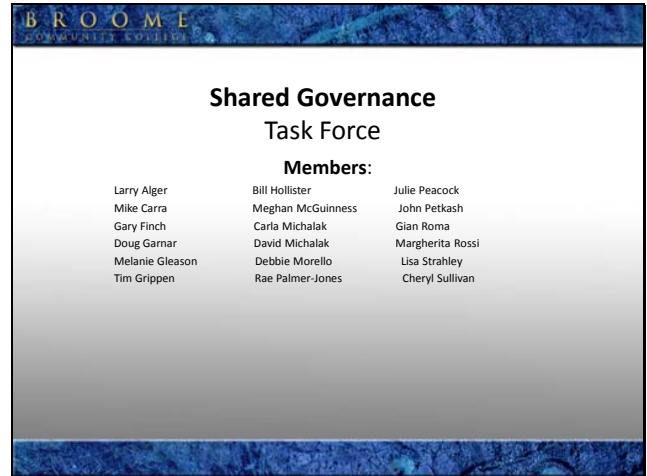 BROOME
COMMUNITY COLLEGE
Shared Governance
Task Force
Members:
Larry Alger Bill Hollister Julie Peacock
Mike Carra Meghan McGuinness John Petkash
Gary Finch Carla Michalak Gian Roma
Doug Garnar David Michalak Margherita Rossi
Melanie Gleason Debbie Morello Lisa Strahley
Tim Grippen Rae Palmer-Jones Cheryl Sullivan